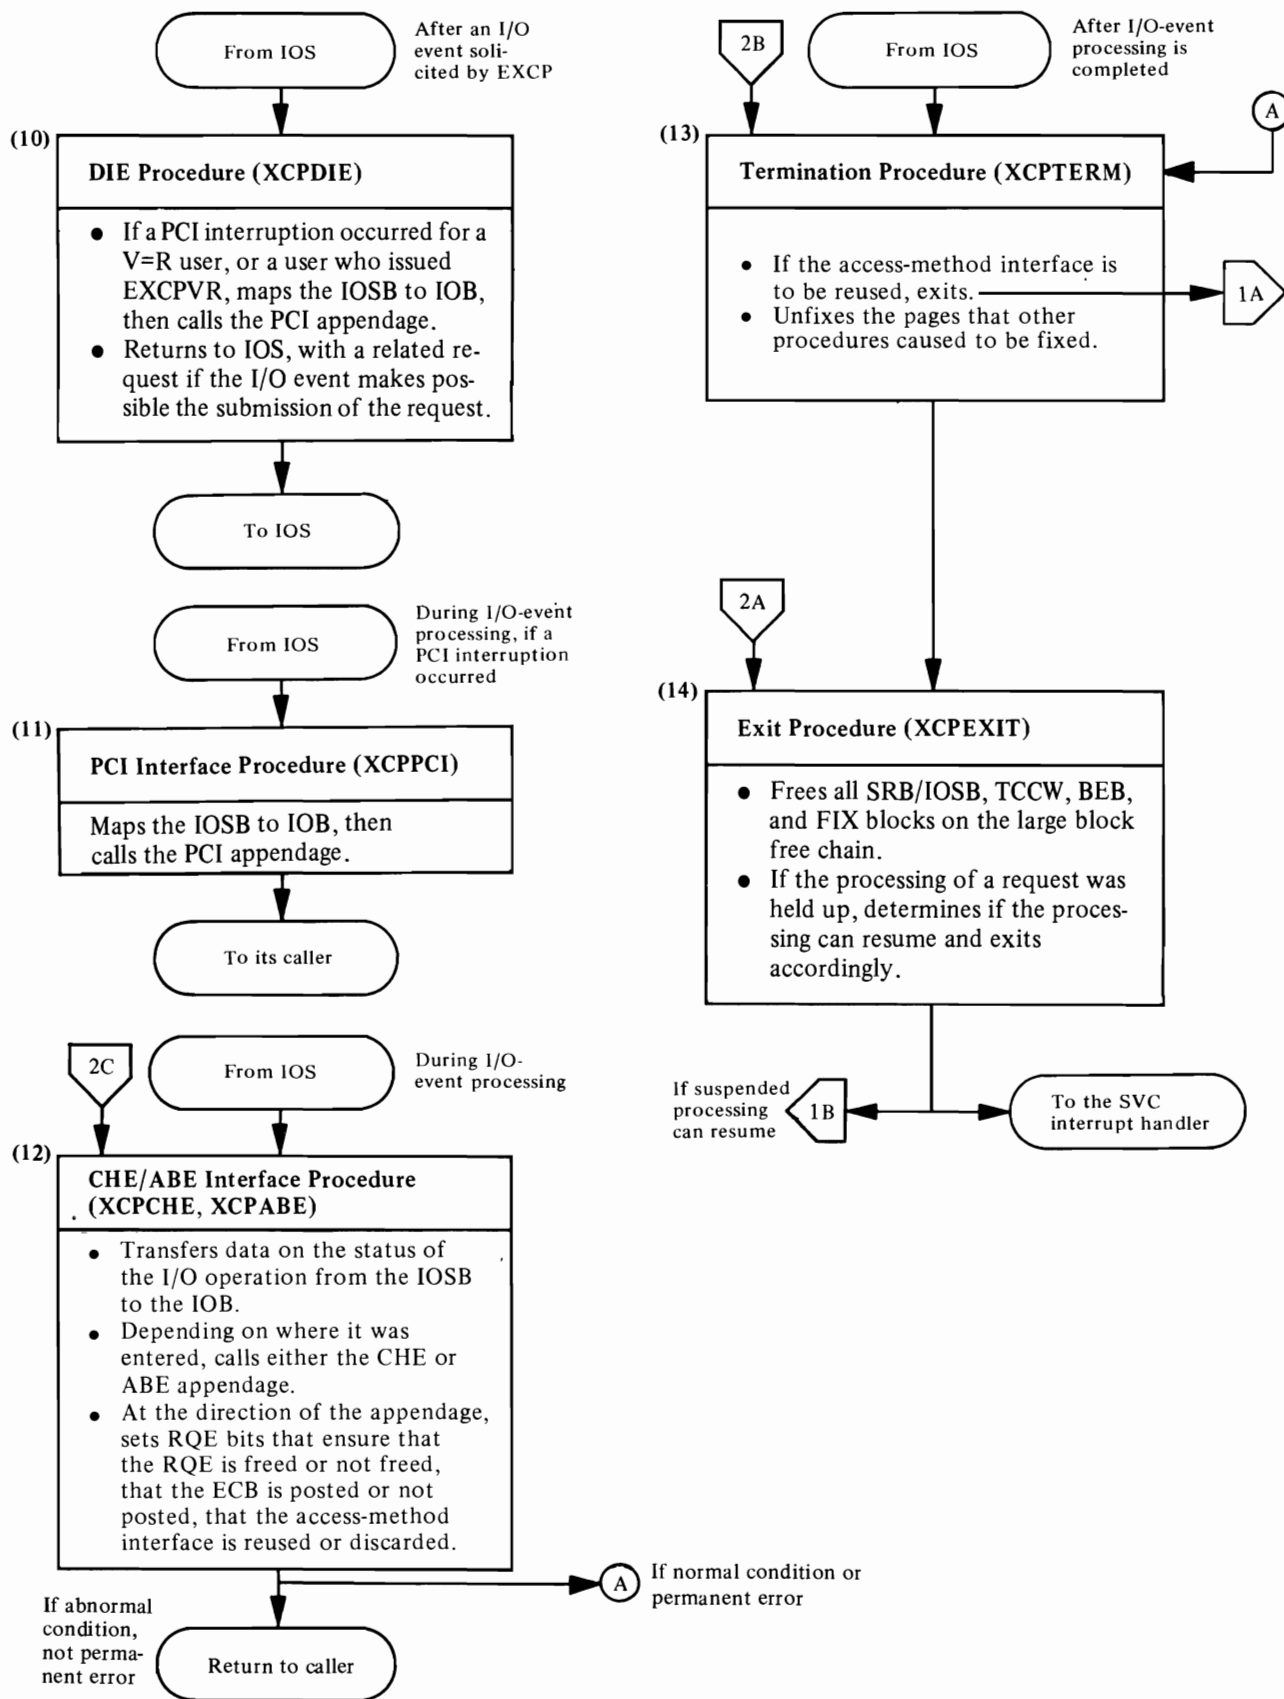 From IOS
After an I/O
event soli-
cited by EXCP
(10)
DIE Procedure (XCPDIE)
● If a PCI interruption occurred for a
V=R user, or a user who issued
EXCPVR, maps the IOSB to IOB,
then calls the PCI appendage.
● Returns to IOS, with a related re-
quest if the I/O event makes pos-
sible the submission of the request.
To IOS
From IOS
During I/O-event
processing, if a
PCI interruption
occurred
(11)
PCI Interface Procedure (XCPPCI)
Maps the IOSB to IOB, then
calls the PCI appendage.
To its caller
2C
From IOS
During I/O-
event processing
(12)
CHE/ABE Interface Procedure
(XCPCHE, XCPABE)
● Transfers data on the status of
the I/O operation from the IOSB
to the IOB.
● Depending on where it was
entered, calls either the CHE or
ABE appendage.
● At the direction of the appendage,
sets RQE bits that ensure that
the RQE is freed or not freed,
that the ECB is posted or not
posted, that the access-method
interface is reused or discarded.
If abnormal
condition,
not perma-
nent error
Return to caller
A
If normal condition or
permanent error
2B
From IOS
After I/O-event
processing is
completed
A
(13)
Termination Procedure (XCPTERM)
● If the access-method interface is
to be reused, exits.
1A
● Unfixes the pages that other
procedures caused to be fixed.
2A
(14)
Exit Procedure (XCPEXIT)
● Frees all SRB/IOSB, TCCW, BEB,
and FIX blocks on the large block
free chain.
● If the processing of a request was
held up, determines if the proces-
sing can resume and exits
accordingly.
If suspended
processing
can resume
1B
To the SVC
interrupt handler